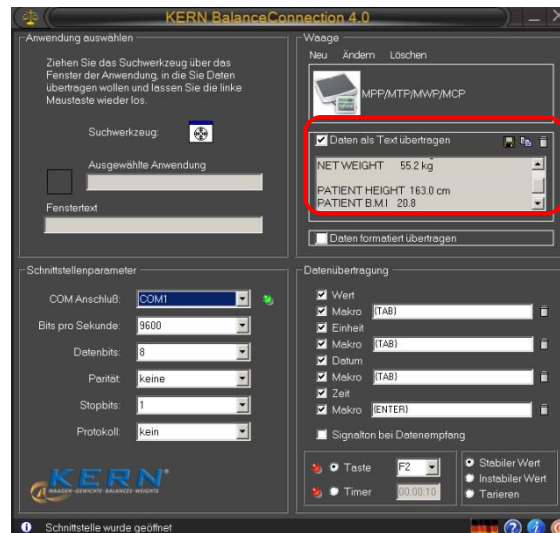 KERN BalanceConnection 4.0
Anwendung auswählen
Ziehen Sie das Suchwerkzeug über das
Fenster der Anwendung, in die Sie Daten
übertragen wollen und lassen Sie die linke
Maustaste wieder los.
Suchwerkzeug:
Ausgewählte Anwendung
Fenstertext
Waage
Neu Ändern Löschen
MPP/MTP/MWP/MCP
Daten als Text übertragen
NET WEIGHT 55.2 kg
PATIENT HEIGHT 163.0 cm
PATIENT B.M.I 20.8
Daten formatiert übertragen
Schnittstellenparameter
COM Anschluß: COM1
Bits pro Sekunde: 9600
Datenbits: 8
Parität: keine
Stopbits: 1
Protokoll: kein
KERN
WAAGEN·GEWICHTE·BALANCES·WEIGHTS
Datenübertragung
Wert
Makro {TAB}
Einheit
Makro {TAB}
Datum
Makro {TAB}
Zeit
Makro {ENTER}
Signalton bei Datenempfang
Taste F2
Timer 00:00:10
Stabiler Wert
Instabiler Wert
Tarieren
Schnittstelle wurde geöffnet